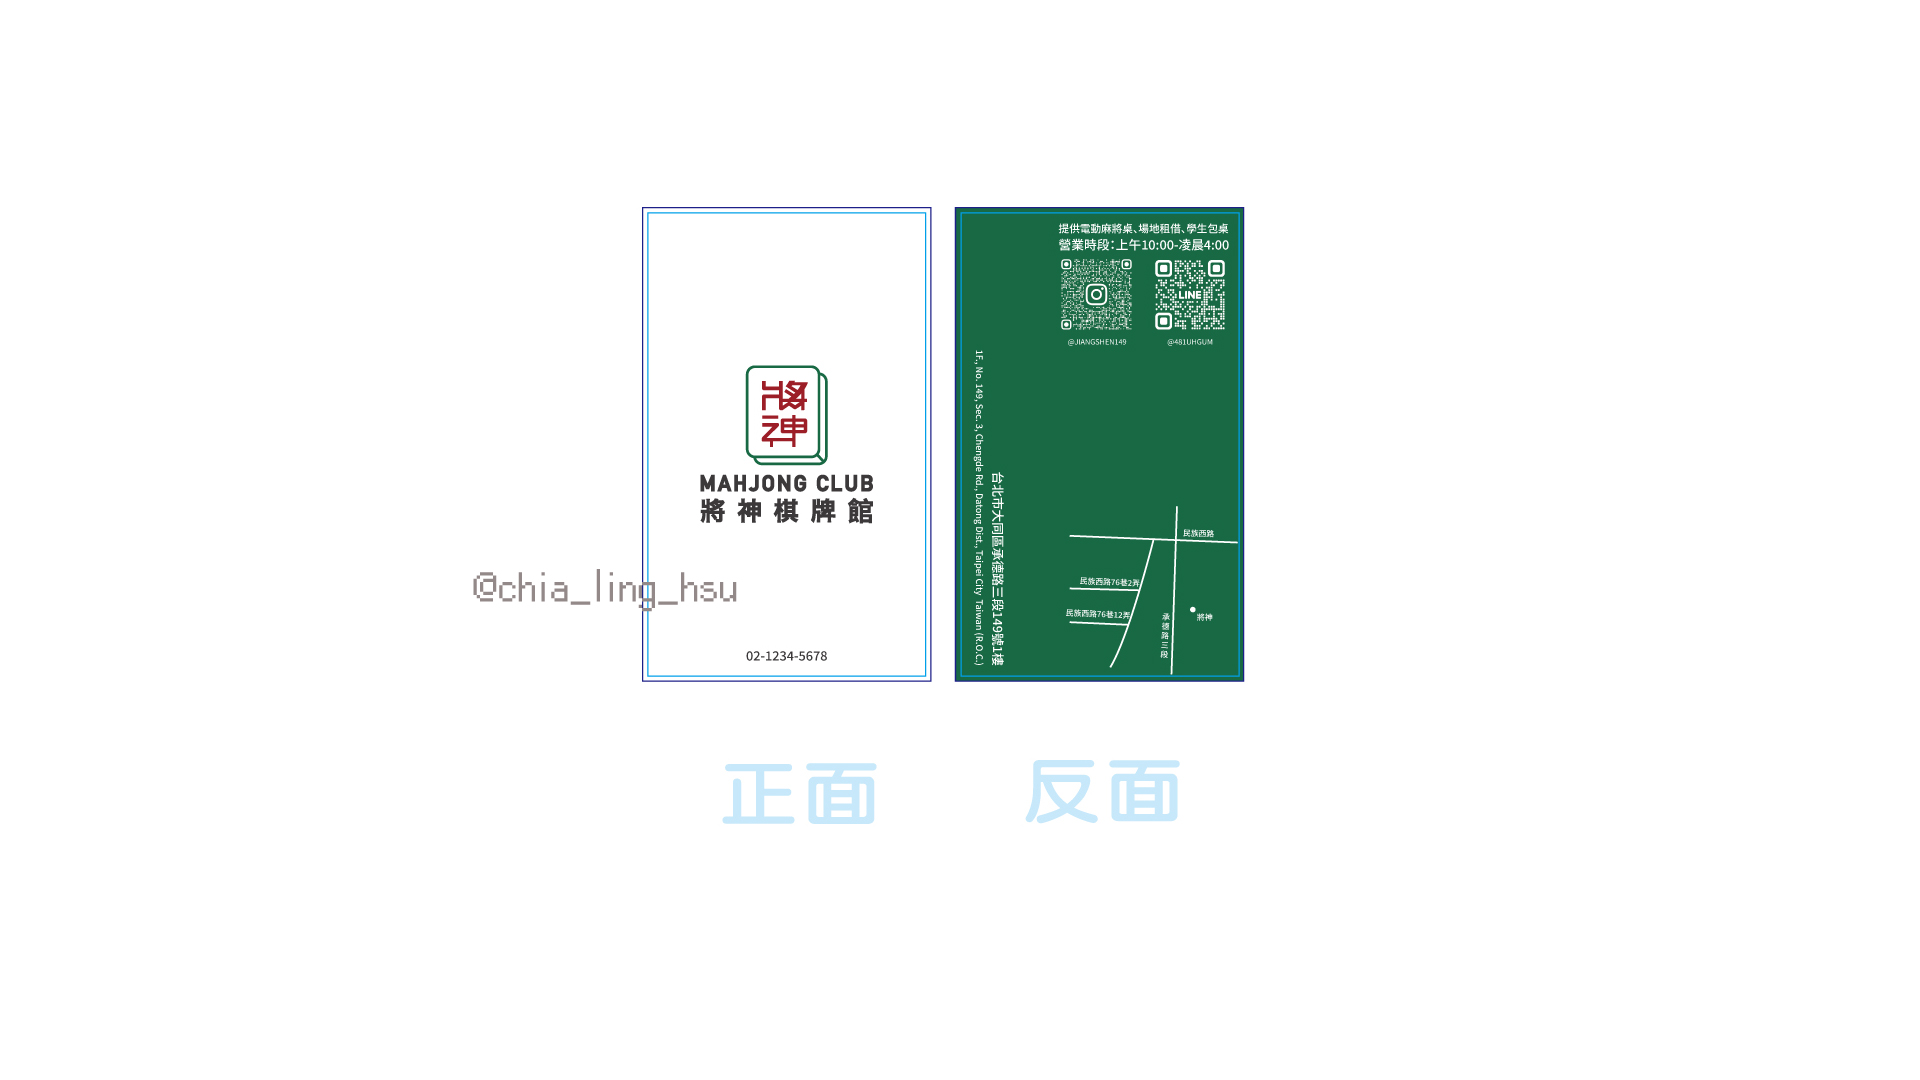 將
神
MAHJONG CLUB
將神棋牌館
@chia_ling_hsu
02-1234-5678
正面
提供電動麻將桌、場地租借、學生包桌
營業時段：上午10:00-凌晨4:00
LINE
@JIANGSHEN149
@481UHGUM
台北市大同區承德路三段149號1樓
1F., No. 149, Sec. 3, Chengde Rd., Datong Dist., Taipei City Taiwan (R.O.C.)
民族西路
民族西路76巷2弄
民族西路76巷12弄
承德路三段
將神
反面